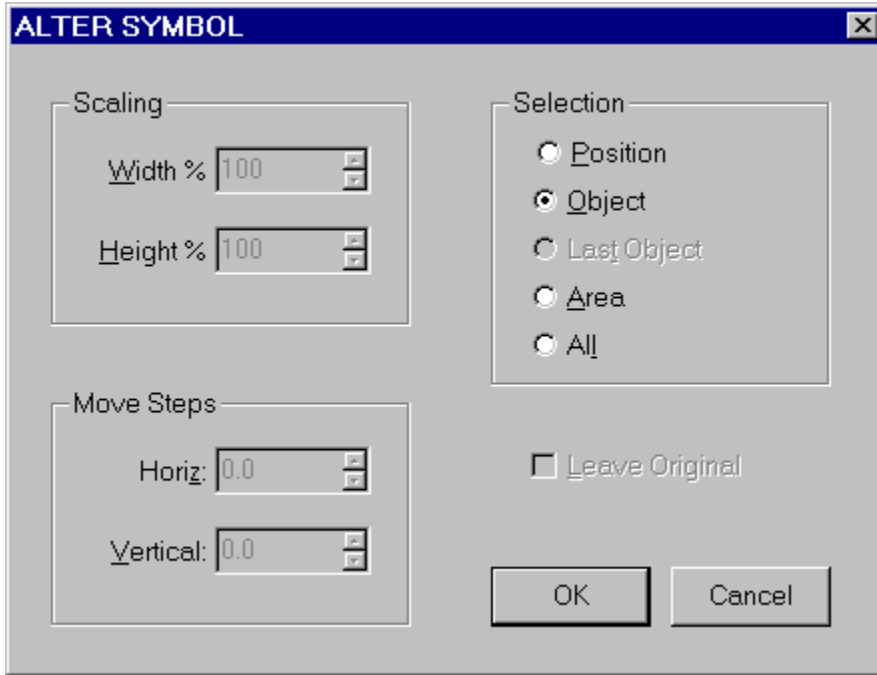 ALTER SYMBOL
Scaling
Width % 100
Height % 100
Move Steps
Horiz: 0.0
Vertical: 0.0
Selection
Position
Object
Last Object
Area
All
Leave Original
OK
Cancel